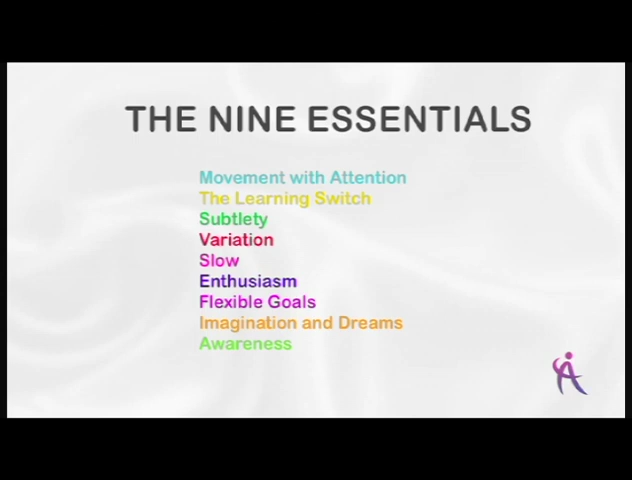 THE NINE ESSENTIALS
Movement with Attention
The Learning Switch
Subtlety
Variation
Slow
Enthusiasm
Flexible Goals
Imagination and Dreams
Awareness